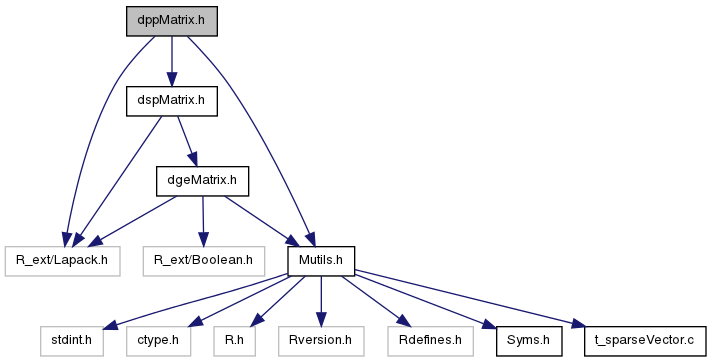 dppMatrix.h
dspMatrix.h
dgeMatrix.h
R_ext/Lapack.h
R_ext/Boolean.h
Mutils.h
stdint.h
ctype.h
R.h
Rversion.h
Rdefines.h
Syms.h
t_sparseVector.c